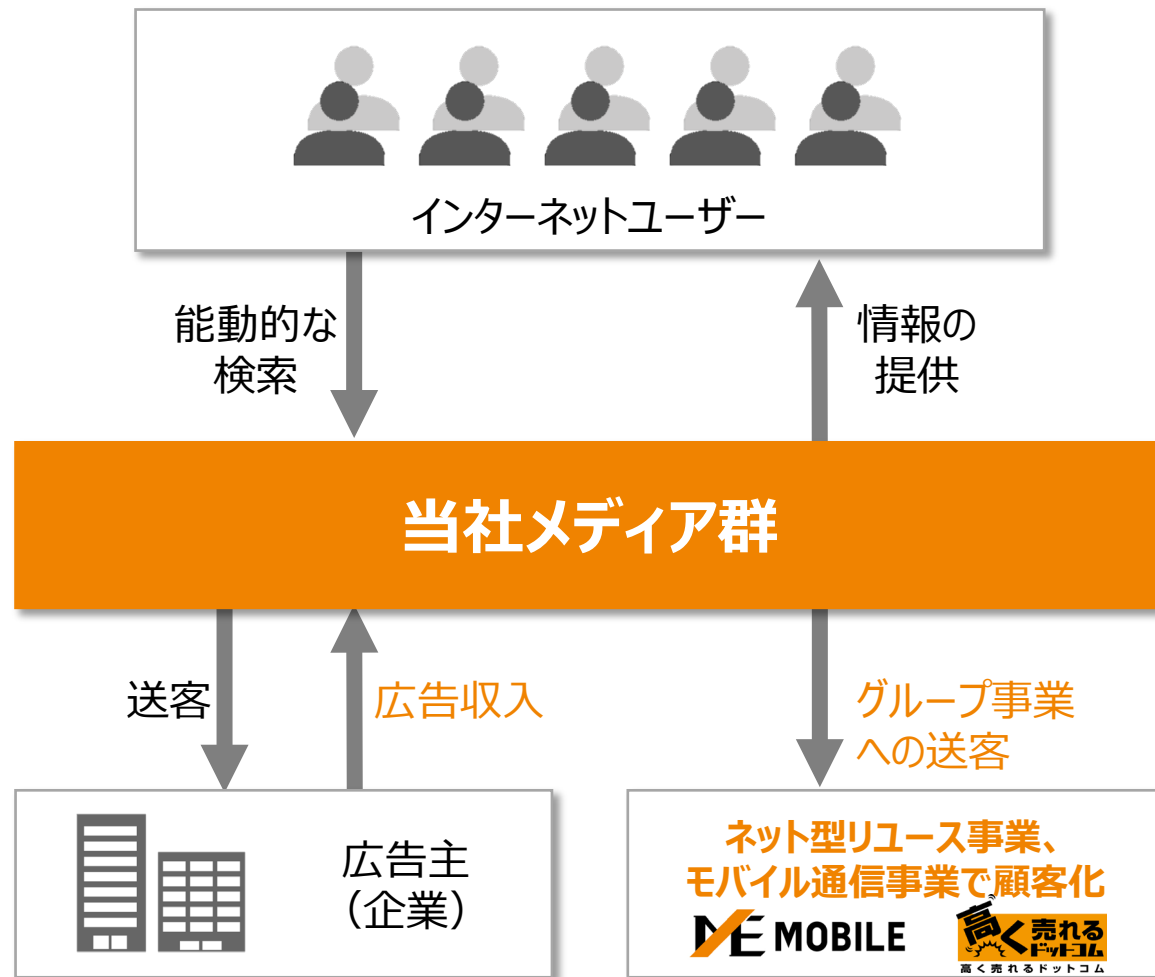 インターネットユーザー
能動的な
検索
情報の
提供
当社メディア群
送客
広告収入
グループ事業
への送客
広告主
（企業）
ネット型リユース事業、
モバイル通信事業で顧客化
NE MOBILE
高く売れる
ドットコム
高く売れるドットコム